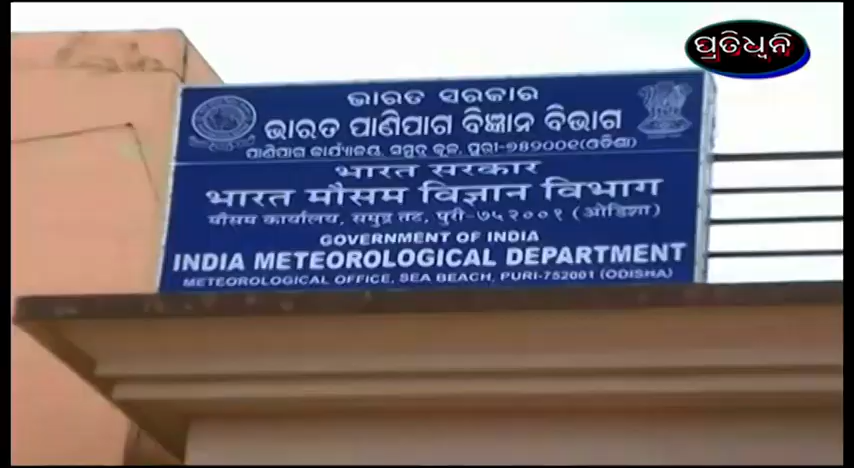 ପ୍ରତିଧ୍ୱନି
ଭାରତ ସରକାର
ଭାରତ ପାଣିପାଗ ବିଜ୍ଞାନ ବିଭାଗ
ପାଣିପାଗ କାର୍ଯ୍ୟାଳୟ, ସମୁଦ୍ର କୂଳ, ପୁରୀ-୭୫୨୦୦୧(ଓଡିଶା)
भारत सरकार
भारत मौसम विज्ञान विभाग
मौसम कार्यालय, समुद्र तट, पुरी-७५२००१ (ओडिशा)
GOVERNMENT OF INDIA
INDIA METEOROLOGICAL DEPARTMENT
METEOROLOGICAL OFFICE, SEA BEACH, PURI-752001 (ODISHA)